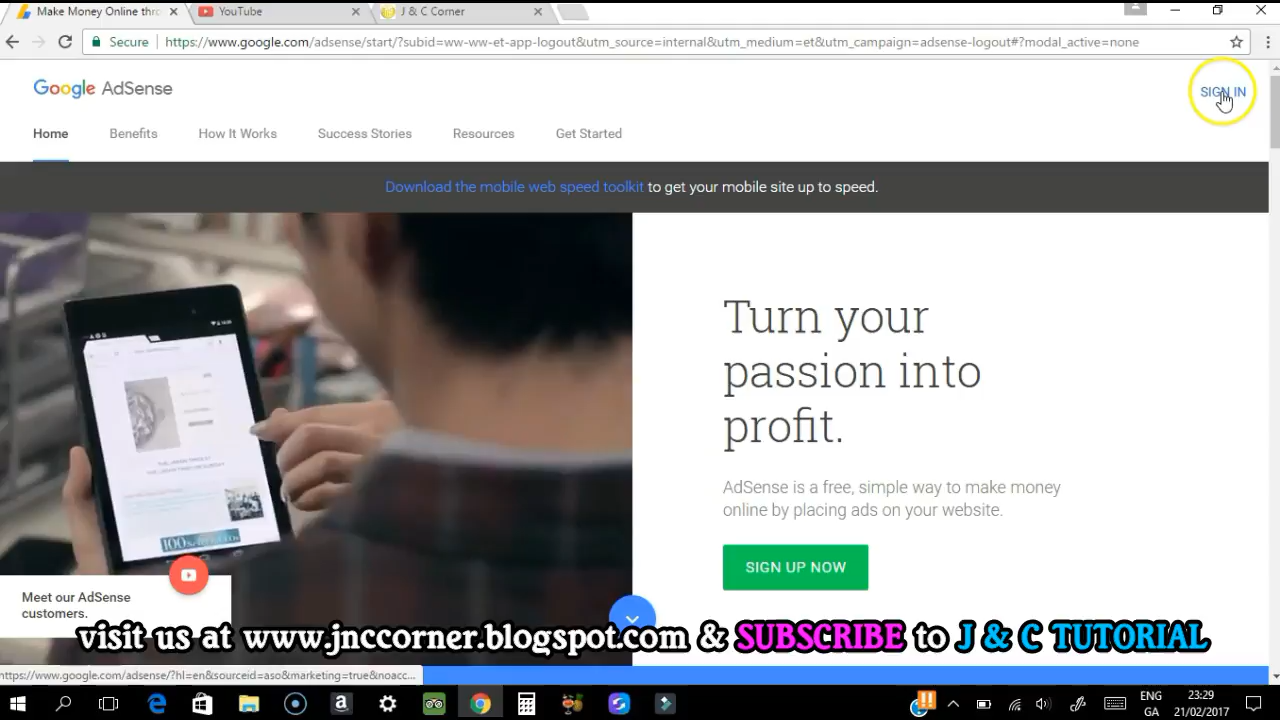 Make Money Online thr
YouTube
J & C Corner
Secure
https://www.google.com/adsense/start/?subid=ww-ww-et-app-logout&utm_source=internal&utm_medium=et&utm_campaign=adsense-logout#?modal_active=none
Google AdSense
SIGN IN
Home
Benefits
How It Works
Success Stories
Resources
Get Started
Download the mobile web speed toolkit to get your mobile site up to speed.
Turn your
passion into
profit.
AdSense is a free, simple way to make money
online by placing ads on your website.
SIGN UP NOW
Meet our AdSense
customers.
visit us at www.jnccorner.blogspot.com & SUBSCRIBE to J & C TUTORIAL
https://www.google.com/adsense/?hl=en&sourceid=aso&marketing=true&noacc...
ENG
GA
23:29
21/02/2017